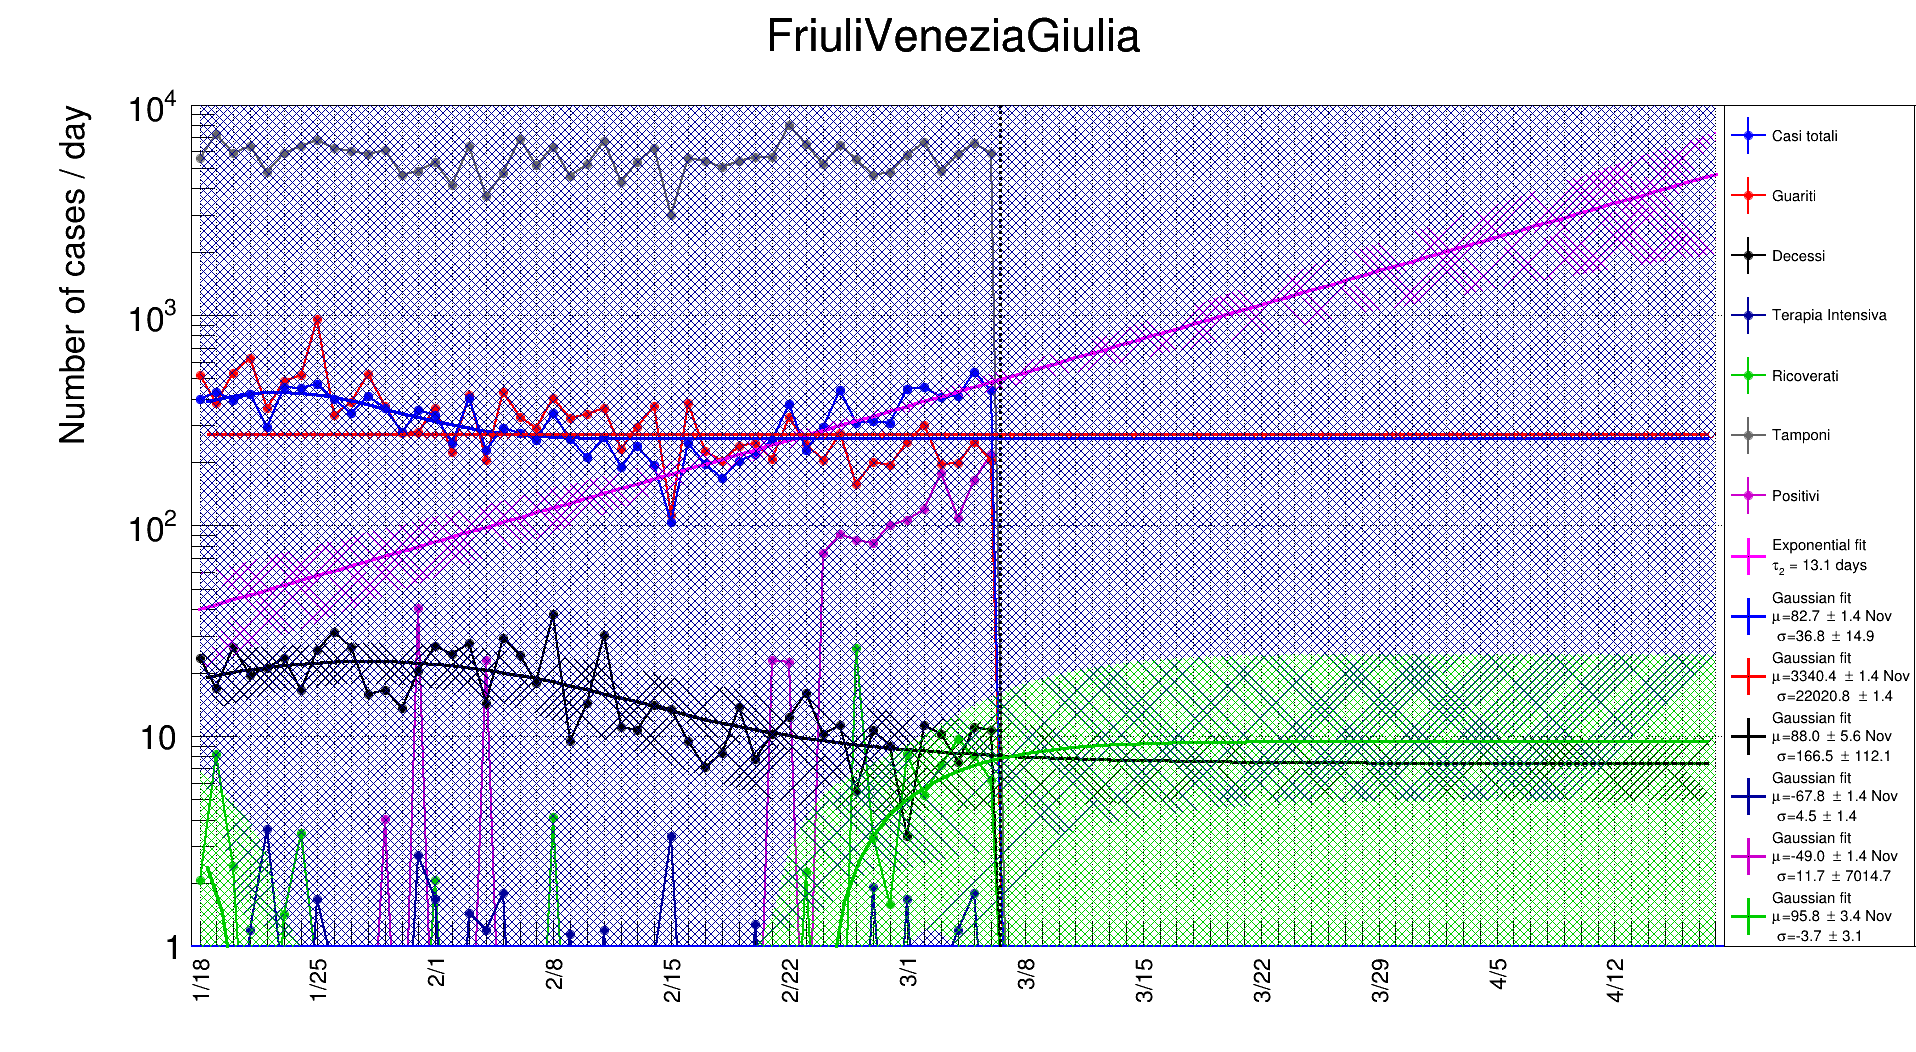 FriuliVeneziaGiulia
Number of cases / day
10^4
10^3
10^2
10
1
1/18
1/25
2/1
2/8
2/15
2/22
3/1
3/8
3/15
3/22
3/29
4/5
4/12
Casi totali
Guariti
Decessi
Terapia Intensiva
Ricoverati
Tamponi
Positivi
Exponential fit
τ₂ = 13.1 days
Gaussian fit
μ=82.7 ± 1.4 Nov
σ=36.8 ± 14.9
Gaussian fit
μ=3340.4 ± 1.4 Nov
σ=22020.8 ± 1.4
Gaussian fit
μ=88.0 ± 5.6 Nov
σ=166.5 ± 112.1
Gaussian fit
μ=-67.8 ± 1.4 Nov
σ=4.5 ± 1.4
Gaussian fit
μ=-49.0 ± 1.4 Nov
σ=11.7 ± 7014.7
Gaussian fit
μ=95.8 ± 3.4 Nov
σ=-3.7 ± 3.1